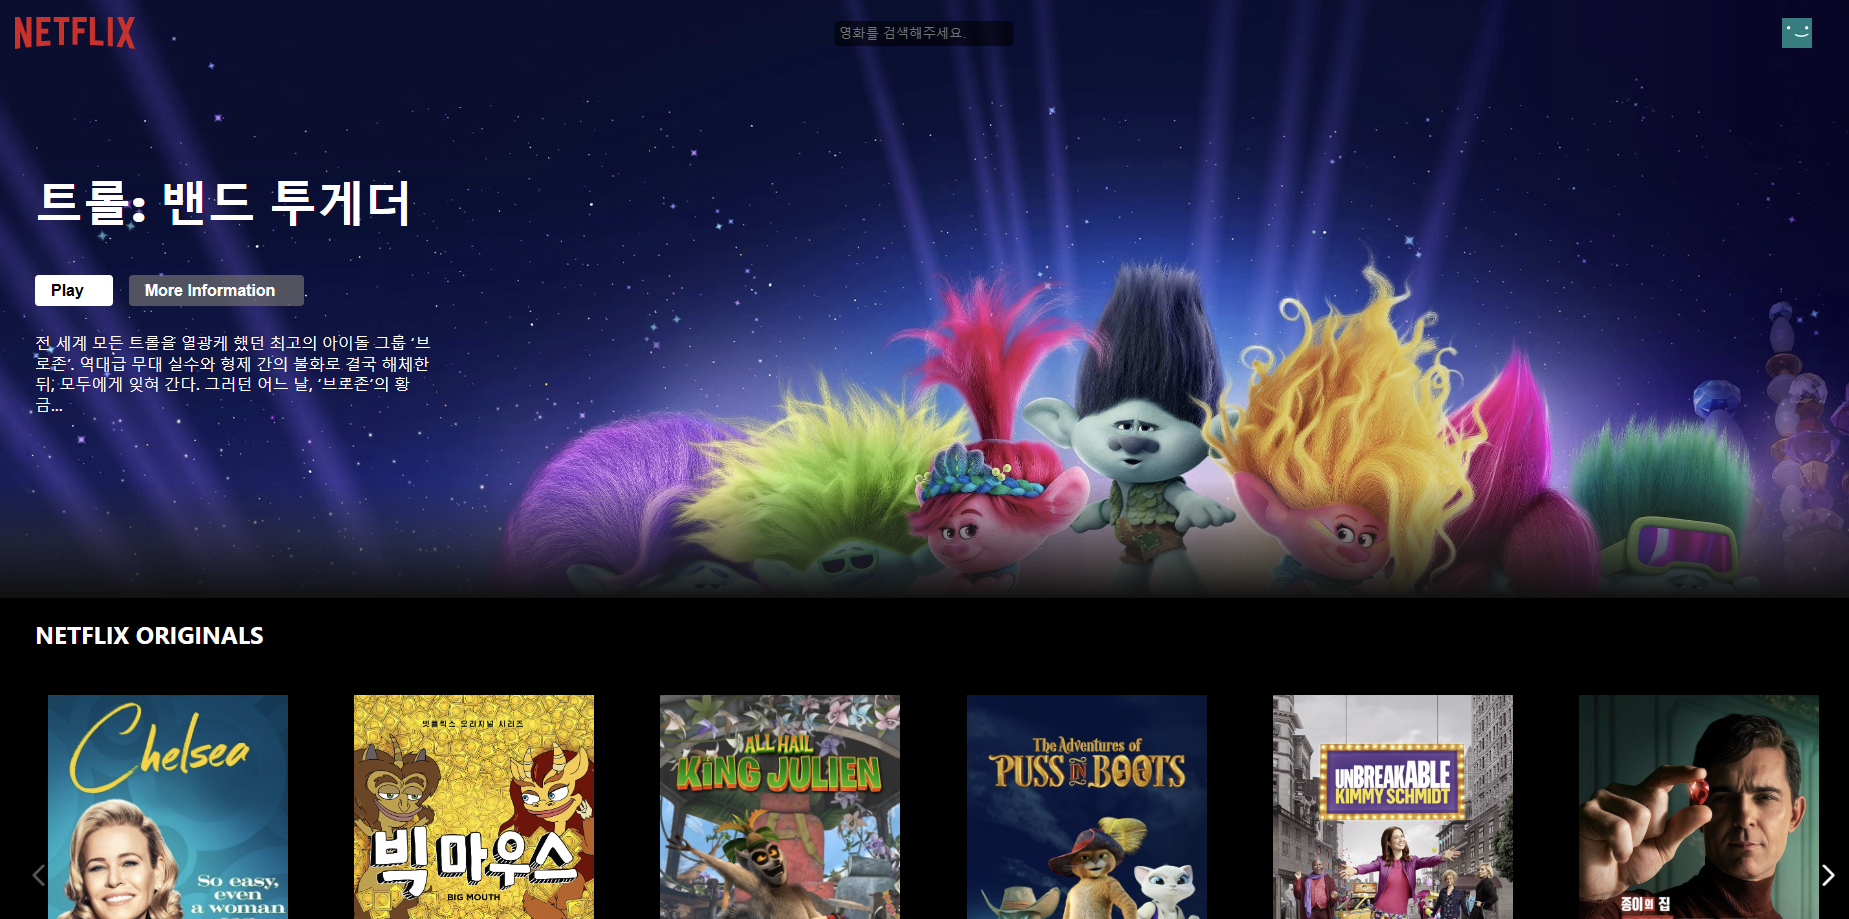 NETFLIX
영화를 검색해주세요.
트롤: 밴드 투게더
Play
More Information
전 세계 모든 트롤을 열광케 했던 최고의 아이돌 그룹 ‘브
로존’. 역대급 무대 실수와 형제 간의 불화로 결국 해체한
뒤, 모두에게 잊혀 간다. 그러던 어느 날, ‘브로존’의 황
금...
NETFLIX ORIGINALS
Chelsea
So easy,
even
a woman
넷플릭스 오리지널 시리즈
빅마우스
BIG MOUTH
ALL HAIL
KING JULIEN
The Adventures of
PUSS IN BOOTS
UNBREAKABLE
KIMMY SCHMIDT
종이의 집